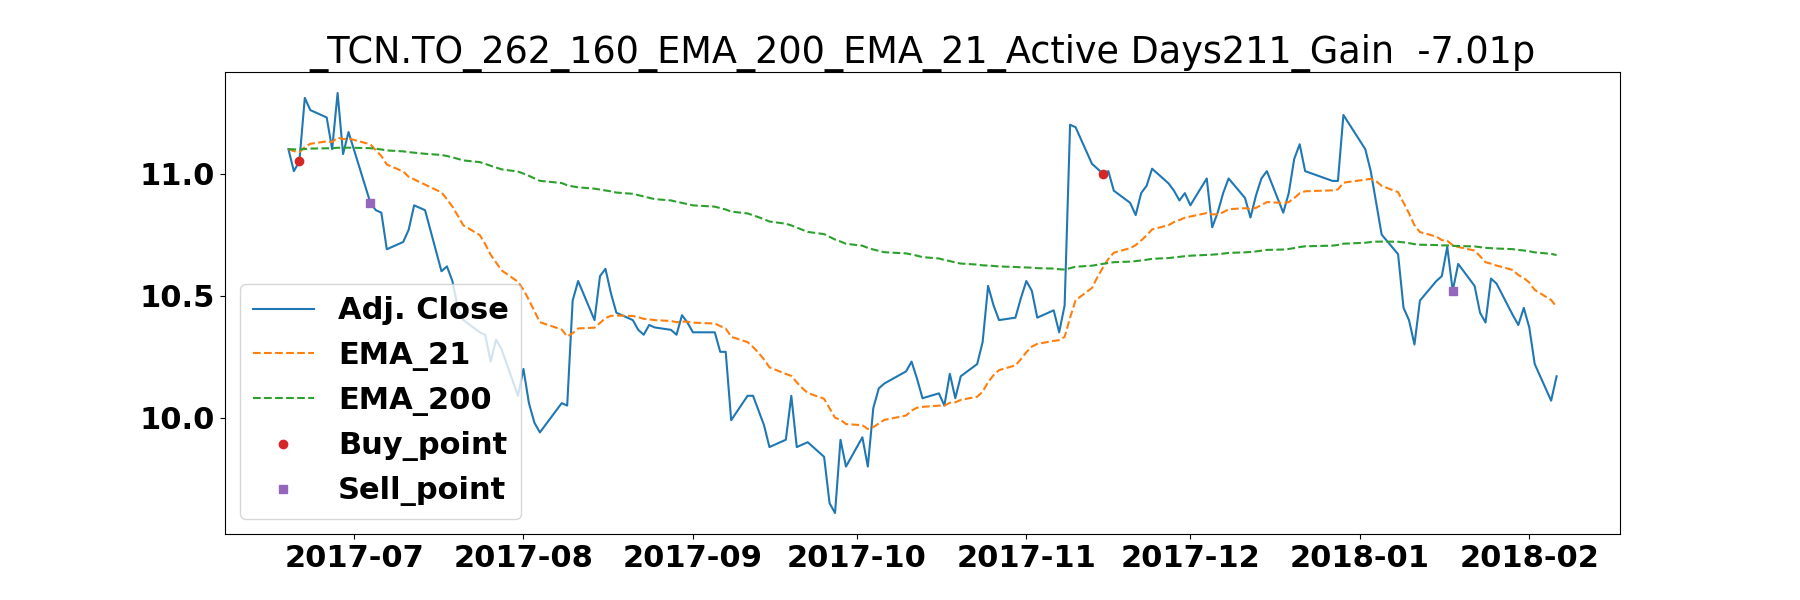 _TCN.TO_262_160_EMA_200_EMA_21_Active Days211_Gain  -7.01p
11.0
10.5
10.0
Adj. Close
EMA_21
EMA_200
Buy_point
Sell_point
2017-07 2017-08 2017-09 2017-10 2017-11 2017-12 2018-01 2018-02